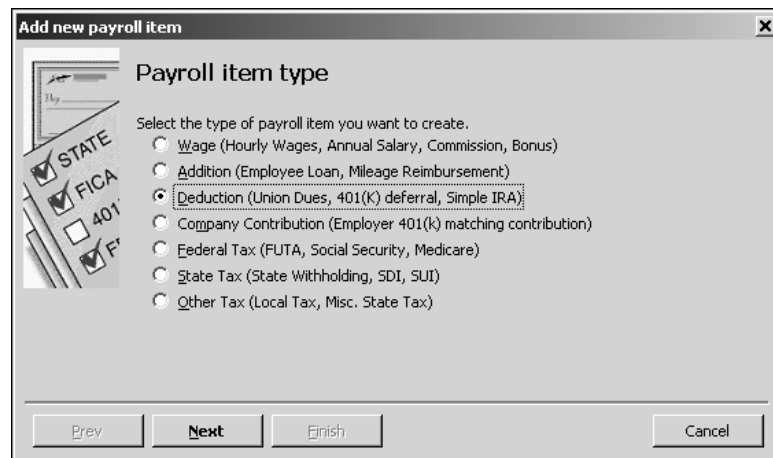 Add new payroll item
Payroll item type
Select the type of payroll item you want to create.
Wage (Hourly Wages, Annual Salary, Commission, Bonus)
Addition (Employee Loan, Mileage Reimbursement)
Deduction (Union Dues, 401(K) deferral, Simple IRA)
Company Contribution (Employer 401(k) matching contribution)
Federal Tax (FUTA, Social Security, Medicare)
State Tax (State Withholding, SDI, SUI)
Other Tax (Local Tax, Misc. State Tax)
STATE
FICA
Prev
Next
Finish
Cancel